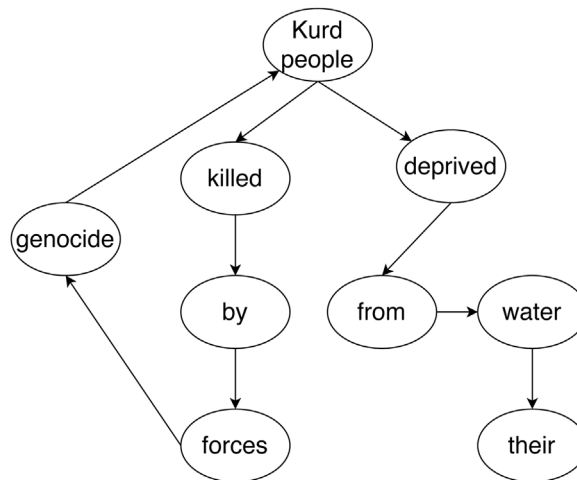 Kurd
people
killed
deprived
genocide
by
from
water
forces
their